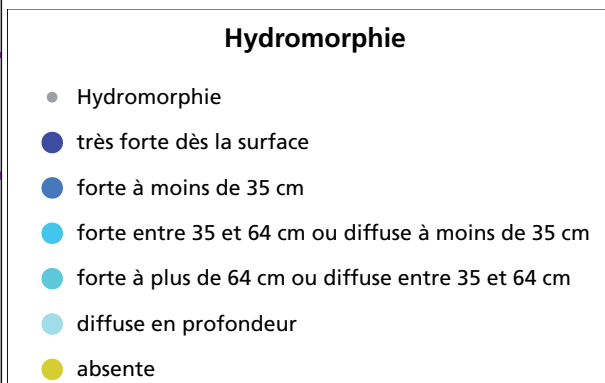 Hydromorphie
Hydromorphie
très forte dès la surface
forte à moins de 35 cm
forte entre 35 et 64 cm ou diffuse à moins de 35 cm
forte à plus de 64 cm ou diffuse entre 35 et 64 cm
diffuse en profondeur
absente